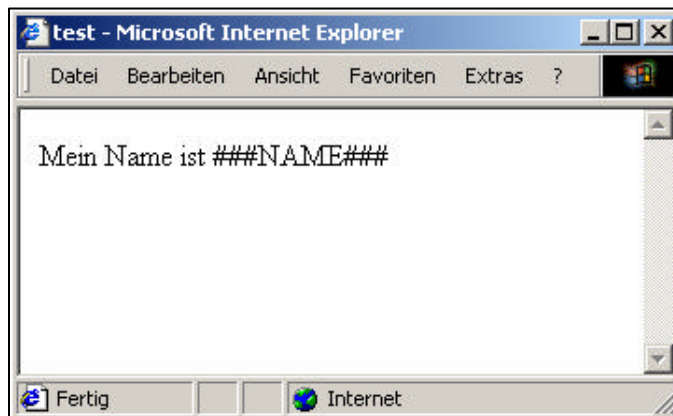 test - Microsoft Internet Explorer
Datei Bearbeiten Ansicht Favoriten Extras ?
Mein Name ist ###NAME###
Fertig Internet